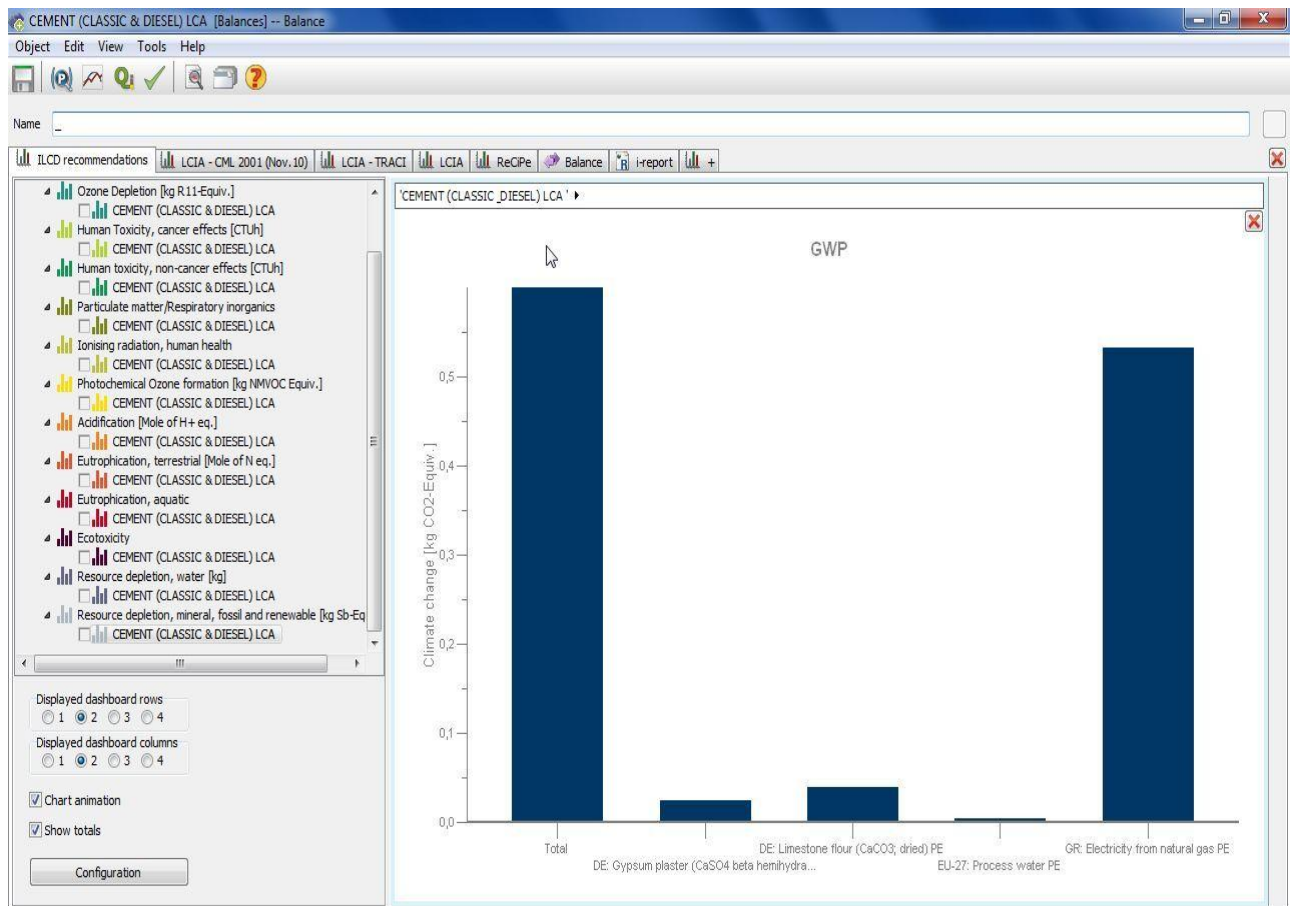 CEMENT (CLASSIC & DIESEL) LCA [Balances] -- Balance
Object Edit View Tools Help
Name _
ILCD recommendations LCIA - CML 2001 (Nov. 10) LCIA - TRACI LCIA ReCiPe Balance i-report +
Ozone Depletion [kg R11-Equiv.]
CEMENT (CLASSIC & DIESEL) LCA
Human Toxicity, cancer effects [CTUh]
CEMENT (CLASSIC & DIESEL) LCA
Human toxicity, non-cancer effects [CTUh]
CEMENT (CLASSIC & DIESEL) LCA
Particulate matter/Respiratory inorganics
CEMENT (CLASSIC & DIESEL) LCA
Ionising radiation, human health
CEMENT (CLASSIC & DIESEL) LCA
Photochemical Ozone formation [kg NMVOC Equiv.]
CEMENT (CLASSIC & DIESEL) LCA
Acidification [Mole of H+ eq.]
CEMENT (CLASSIC & DIESEL) LCA
Eutrophication, terrestrial [Mole of N eq.]
CEMENT (CLASSIC & DIESEL) LCA
Eutrophication, aquatic
CEMENT (CLASSIC & DIESEL) LCA
Ecotoxicity
CEMENT (CLASSIC & DIESEL) LCA
Resource depletion, water [kg]
CEMENT (CLASSIC & DIESEL) LCA
Resource depletion, mineral, fossil and renewable [kg Sb-Eq
CEMENT (CLASSIC & DIESEL) LCA
Displayed dashboard rows
1 2 3 4
Displayed dashboard columns
1 2 3 4
Chart animation
Show totals
Configuration
'CEMENT (CLASSIC _DIESEL) LCA '
GWP
Climate change [kg CO2-Equiv.]
0,5
0,4
0,3
0,2
0,1
0,0
Total
DE: Gypsum plaster (CaSO4 beta hemihydra...
DE: Limestone flour (CaCO3; dried) PE
EU-27: Process water PE
GR: Electricity from natural gas PE